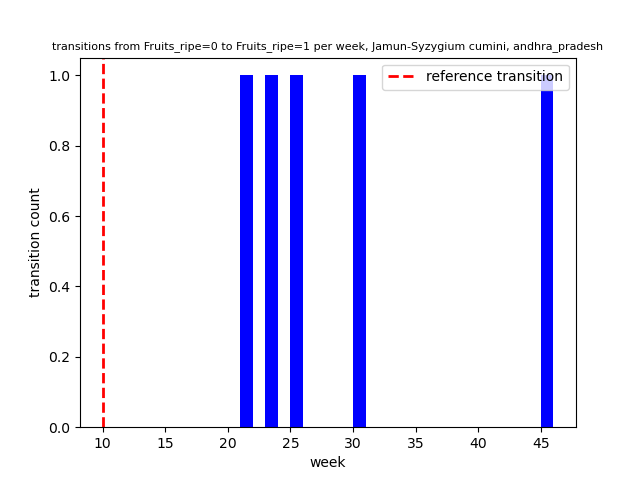 transitions from Fruits_ripe=0 to Fruits_ripe=1 per week, Jamun-Syzygium cumini, andhra_pradesh
reference transition
1.0
0.8
0.6
0.4
0.2
0.0
transition count
10 15 20 25 30 35 40 45
week